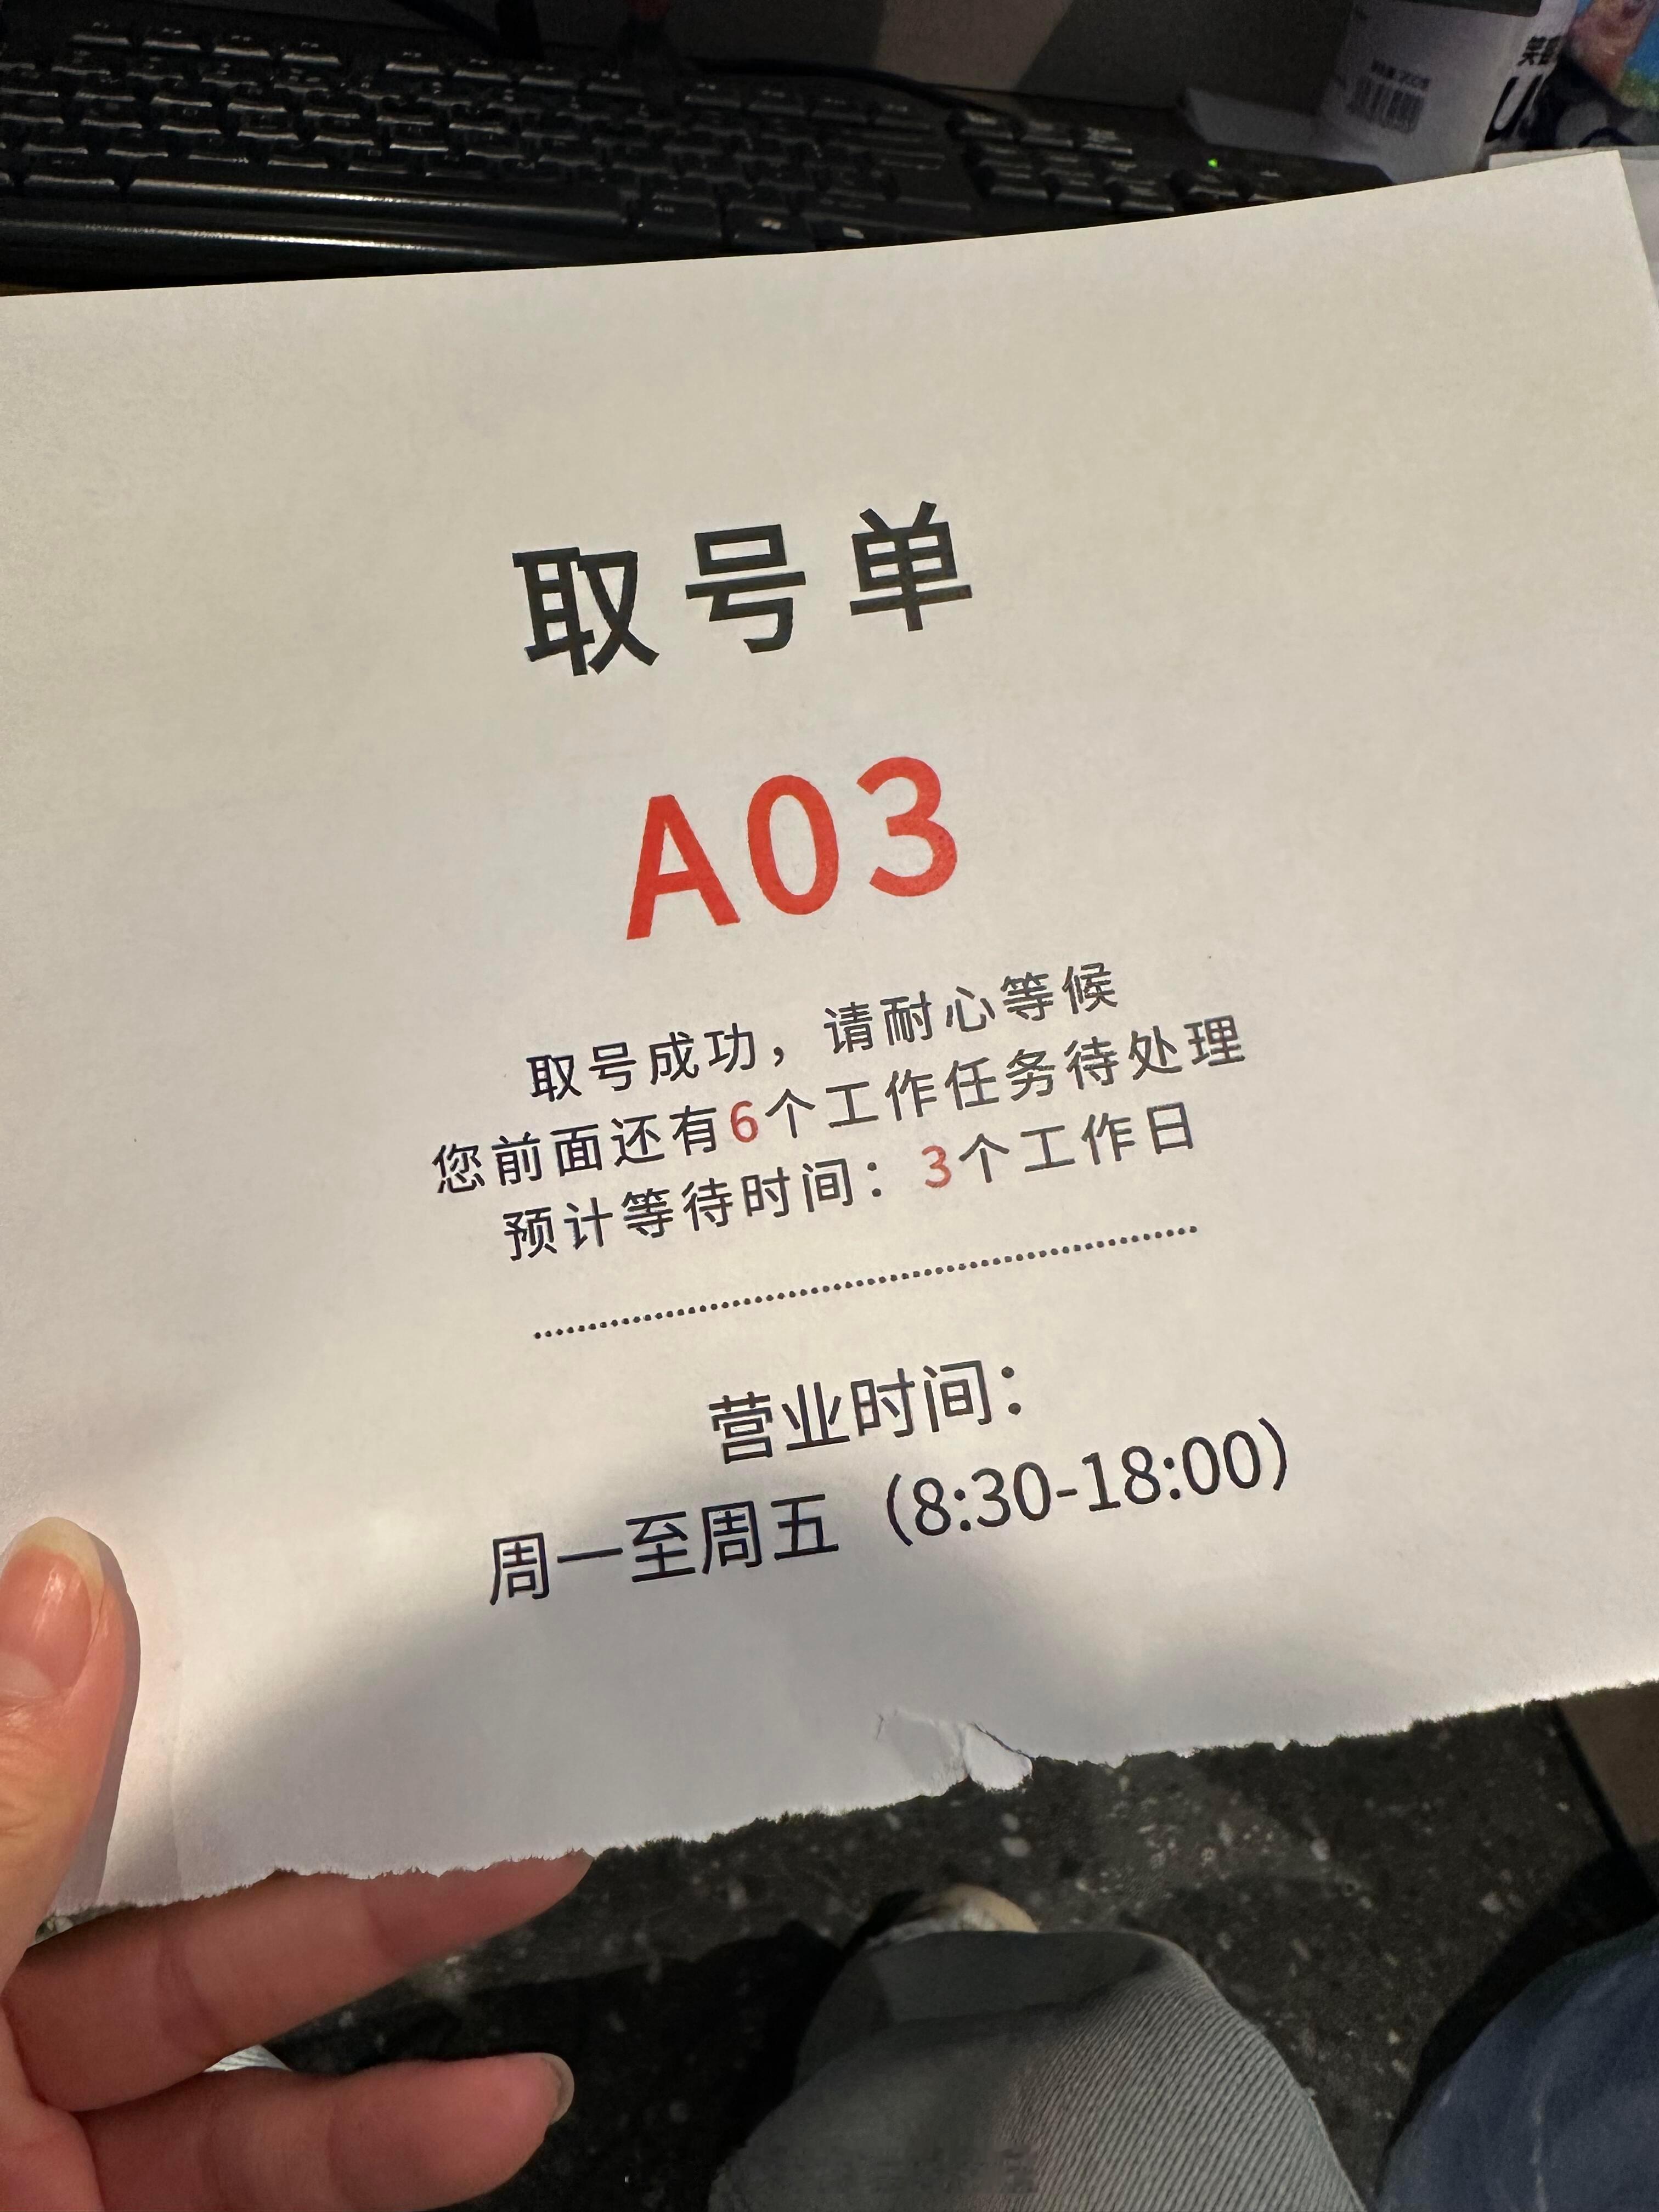 取号单
A03
取号成功，请耐心等候
您前面还有6个工作任务待处理
预计等待时间：3个工作日
营业时间：
周一至周五（8:30-18:00）